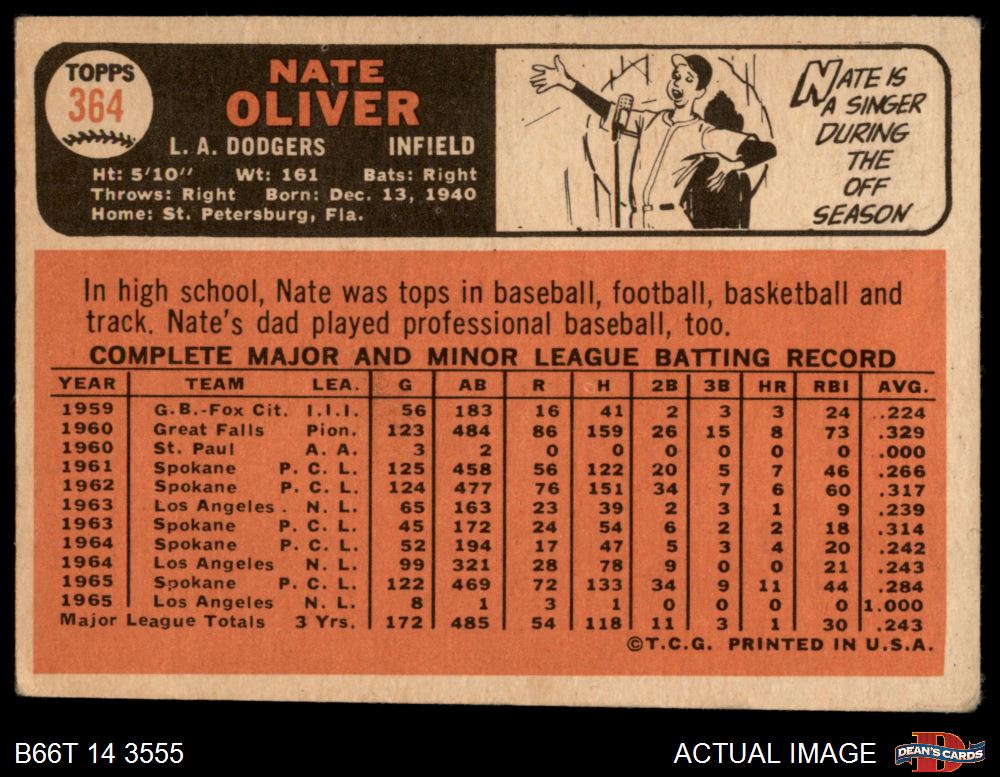 TOPPS
364
NATE
OLIVER
L. A. DODGERS INFIELD
Ht: 5'10" Wt: 161 Bats: Right
Throws: Right Born: Dec. 13, 1940
Home: St. Petersburg, Fla.
NATE IS
A SINGER
DURING
THE
OFF
SEASON
In high school, Nate was tops in baseball, football, basketball and
track. Nate's dad played professional baseball, too.
COMPLETE MAJOR AND MINOR LEAGUE BATTING RECORD
YEAR TEAM LEA. G AB R H 2B 3B HR RBI AVG.
1959 G.B.-Fox Cit. I.I.I. 56 183 16 41 2 3 3 24 .224
1960 Great Falls Pion. 123 484 86 159 26 15 8 73 .329
1960 St. Paul A. A. 3 2 0 0 0 0 0 0 .000
1961 Spokane P. C. L. 125 458 56 122 20 5 7 46 .266
1962 Spokane P. C. L. 124 477 76 151 34 7 6 60 .317
1963 Los Angeles . N. L. 65 163 23 39 2 3 1 9 .239
1963 Spokane P. C. L. 45 172 24 54 6 2 2 18 .314
1964 Spokane P. C. L. 52 194 17 47 5 3 4 20 .242
1964 Los Angeles N. L. 99 321 28 78 9 0 0 21 .243
1965 Spokane P. C. L. 122 469 72 133 34 9 11 44 .284
1965 Los Angeles N. L. 8 1 3 1 0 0 0 0 1.000
Major League Totals 3 Yrs. 172 485 54 118 11 3 1 30 .243
©T.C.G. PRINTED IN U.S.A.
B66T 14 3555
ACTUAL IMAGE
D
DEAN'S CARDS